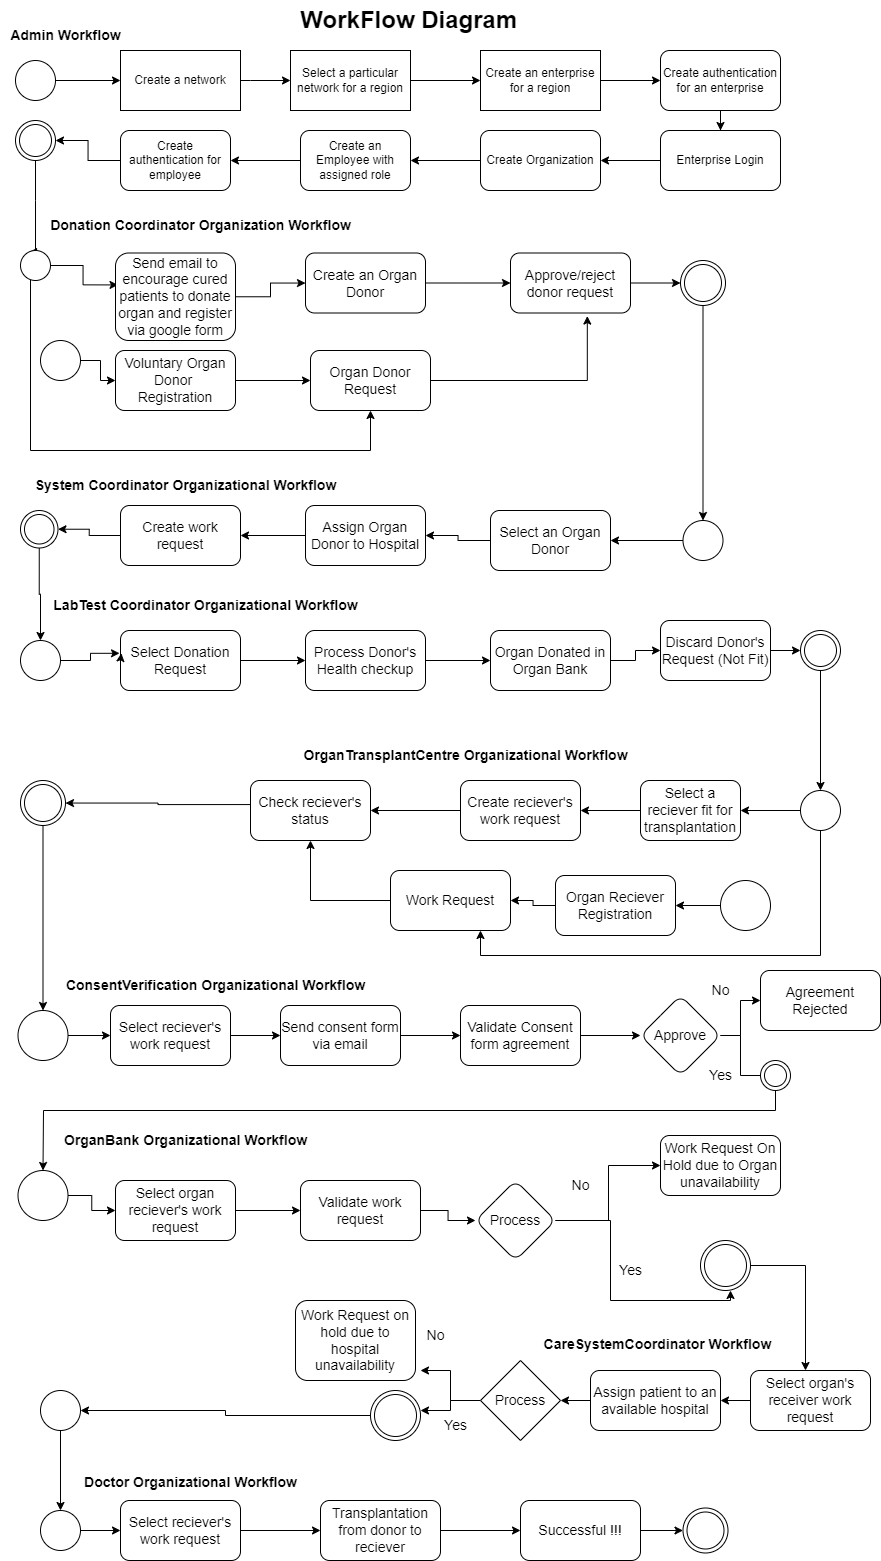 WorkFlow Diagram
Admin Workflow
Create a network
Select a particular
network for a region
Create an enterprise
for a region
Create authentication
for an enterprise
Create
authentication for
employee
Create an
Employee with
assigned role
Create Organization
Enterprise Login
Donation Coordinator Organization Workflow
Send email to
encourage cured
patients to donate
organ and register
via google form
Create an Organ
Donor
Approve/reject
donor request
Voluntary Organ
Donor
Registration
Organ Donor
Request
System Coordinator Organizational Workflow
Create work
request
Assign Organ
Donor to Hospital
Select an Organ
Donor
LabTest Coordinator Organizational Workflow
Select Donation
Request
Process Donor's
Health checkup
Organ Donated in
Organ Bank
Discard Donor's
Request (Not Fit)
OrganTransplantCentre Organizational Workflow
Check reciever's
status
Create reciever's
work request
Select a
reciever fit for
transplantation
Work Request
Organ Reciever
Registration
ConsentVerification Organizational Workflow
Select reciever's
work request
Send consent form
via email
Validate Consent
form agreement
Approve
No
Agreement
Rejected
Yes
OrganBank Organizational Workflow
Select organ
reciever's work
request
Validate work
request
Process
No
Work Request On
Hold due to Organ
unavailability
Yes
Work Request on
hold due to
hospital
unavailability
No
CareSystemCoordinator Workflow
Process
Assign patient to an
available hospital
Select organ's
receiver work
request
Yes
Doctor Organizational Workflow
Select reciever's
work request
Transplantation
from donor to
reciever
Successful !!!